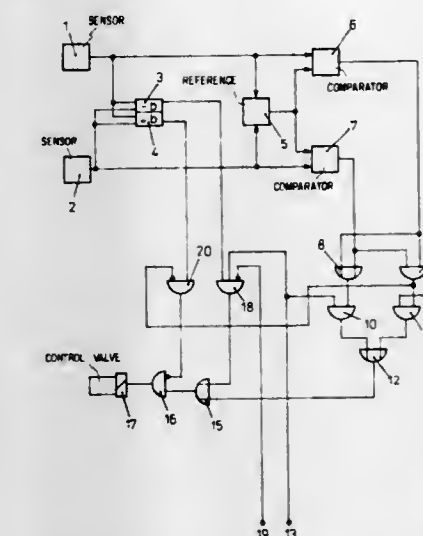 SENSOR
1
6
3
- b
REFERENCE
COMPARATOR
- b
5
4
7
SENSOR
2
COMPARATOR
20
8
18
10
CONTROL VALVE
12
17
16
15
19
13